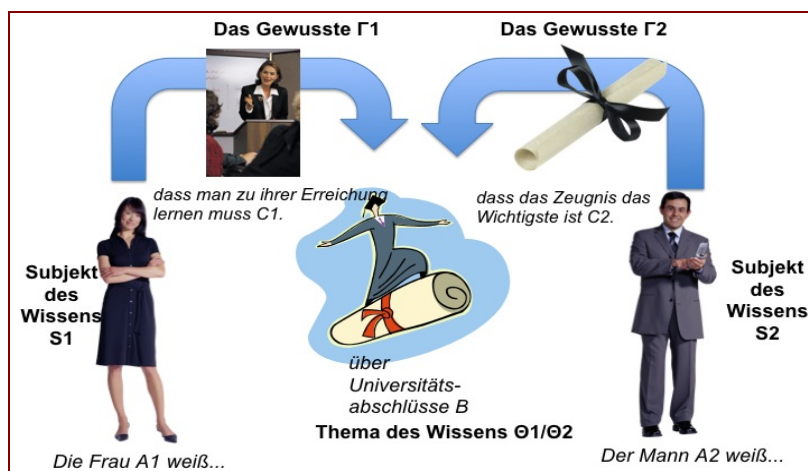 Das Gewusste Γ1
Das Gewusste Γ2
dass man zu ihrer Erreichung
lernen muss C1.
dass das Zeugnis das
Wichtigste ist C2.
Subjekt
des
Wissens
S1
Subjekt
des
Wissens
S2
über
Universitäts-
abschlüsse B
Thema des Wissens Θ1/Θ2
Die Frau A1 weiß...
Der Mann A2 weiß...